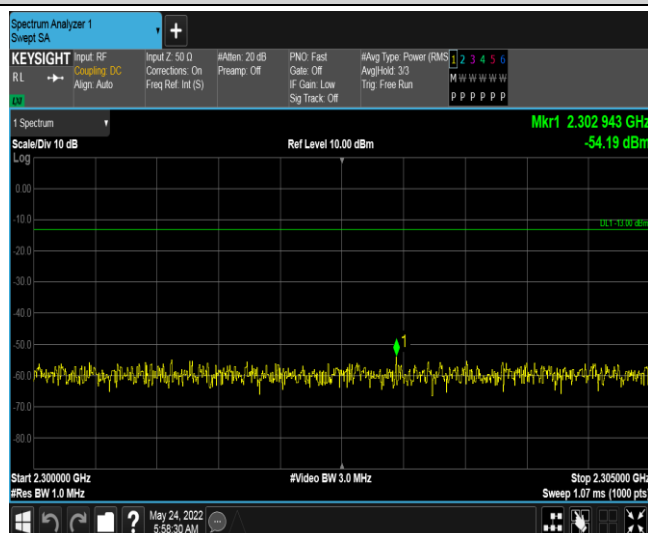 Spectrum Analyzer 1
Swept SA
+
KEYSIGHT Input: RF Input Z: 50 Ω #Atten: 20 dB PNO: Fast #Avg Type: Power (RMS 1 2 3 4 5 6
RL Coupling: DC Corrections: On Preamp: Off Gate: Off Avg|Hold: 3/3 M W W W W W
Align: Auto Freq Ref: Int (S) IF Gain: Low Trig: Free Run
Sig Track: Off P P P P P P
LXI
1 Spectrum Mkr1 2.302 943 GHz
Scale/Div 10 dB Ref Level 10.00 dBm -54.19 dBm
Log
0.00
-10.0
DL1 -13.00 dBm
-20.0
-30.0
-40.0
-50.0
1
-60.0
-70.0
-80.0
Start 2.300000 GHz #Video BW 3.0 MHz Stop 2.305000 GHz
#Res BW 1.0 MHz Sweep 1.07 ms (1000 pts)
? May 24, 2022
5:58:30 AM